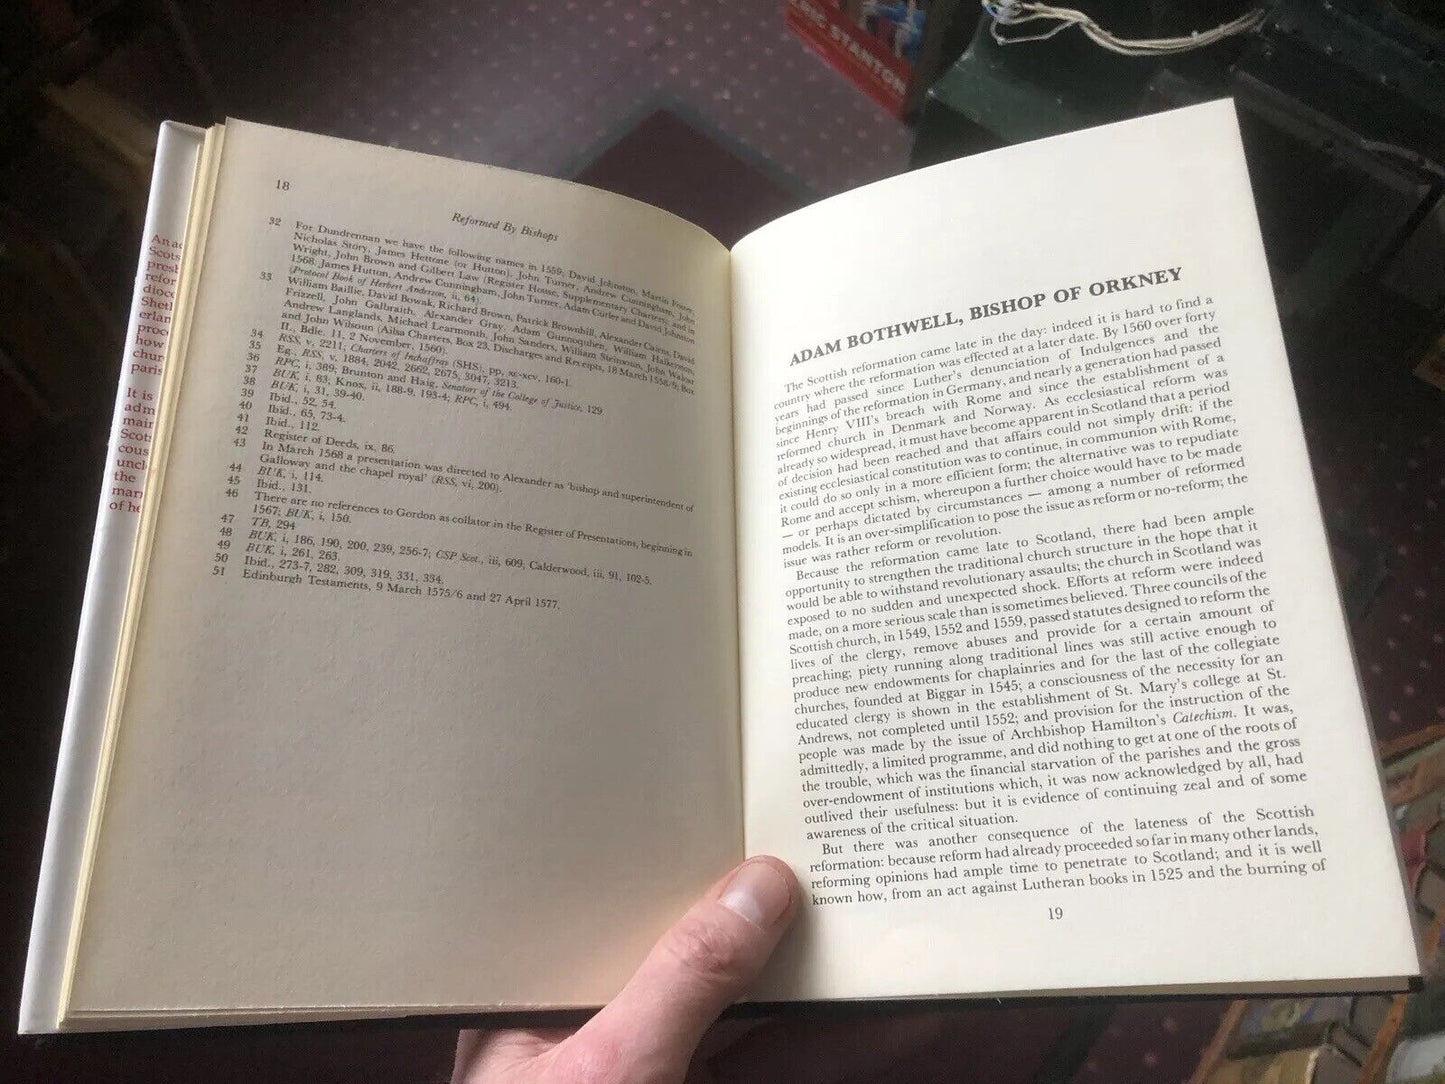 ERIC STANTON
An
Scots
presb
refor
dioc
Shet
erlan
proc
how
chur
paris
It is
adm
main
Scot
cous
uncl
the
marr
of he
18
Reformed By Bishops
32 For Dundrennan we have the following names in 1559: David Johnston, Martin Foster,
Nicholas Story, James Hettone (or Hutton), John Turner, Andrew Cunningham, John
Wright, John Brown and Gilbert Law (Register House, Supplementary Charters); and in
1568, James Hutton, Andrew Cunningham, John Turner, Adam Curler and David Johnston
(Protocol Book of Herbert Anderson, ii, 64).
33 William Baillie, David Bowak, Richard Brown, Patrick Brownhill, Alexander Cairns, David
Frizzell, John Galbraith, Alexander Gray, Adam Gunnoquhen, William Halkerston,
Andrew Langlands, Michael Learmonth, John Sanders, William Steinsoun, John Walcar
and John Wilsoun (Ailsa Charters, Box 23, Discharges and Receipts, 18 March 1558/9; Box
II., Bdle. 11, 2 November, 1560).
34 RSS, v, 2211; Charters of Inchaffray (SHS), pp. xc-xcv, 160-1.
35 Eg., RSS, v. 1884, 2042, 2662, 2675, 3047, 3213.
36 RPC, i, 389; Brunton and Haig, Senators of the College of Justice, 129.
37 BUK, i, 83; Knox, ii, 188-9, 193-4; RPC, i, 494.
38 BUK, i, 31, 39-40.
39 Ibid., 52, 54.
40 Ibid., 65, 73-4.
41 Ibid., 112.
42 Register of Deeds, ix, 86.
43 In March 1568 a presentation was directed to Alexander as 'bishop and superintendent of
Galloway and the chapel royal' (RSS, vi, 200).
44 BUK, i, 114.
45 Ibid., 131.
46 There are no references to Gordon as collator in the Register of Presentations, beginning in
1567; BUK, i, 150.
47 TB, 294
48 BUK, i, 186, 190, 200, 239, 256-7; CSP Scot., iii, 609, Calderwood, iii, 91, 102-5.
49 BUK, i, 261, 263.
50 Ibid., 273-7, 282, 309, 319, 331, 334.
51 Edinburgh Testaments, 9 March 1575/6 and 27 April 1577.
ADAM BOTHWELL, BISHOP OF ORKNEY
The Scottish reformation came late in the day: indeed it is hard to find a
country where the reformation was effected at a later date. By 1560 over forty
years had passed since Luther's denunciation of Indulgences and the
beginnings of the reformation in Germany, and nearly a generation had passed
since Henry VIII's breach with Rome and since the establishment of a
reformed church in Denmark and Norway. As ecclesiastical reform was
already so widespread, it must have become apparent in Scotland that a period
of decision had been reached and that affairs could not simply drift: if the
existing ecclesiastical constitution was to continue, in communion with Rome,
it could do so only in a more efficient form; the alternative was to repudiate
Rome and accept schism, whereupon a further choice would have to be made
— or perhaps dictated by circumstances — among a number of reformed
models. It is an over-simplification to pose the issue as reform or no-reform; the
issue was rather reform or revolution.
Because the reformation came late to Scotland, there had been ample
opportunity to strengthen the traditional church structure in the hope that it
would be able to withstand revolutionary assaults; the church in Scotland was
exposed to no sudden and unexpected shock. Efforts at reform were indeed
made, on a more serious scale than is sometimes believed. Three councils of the
Scottish church, in 1549, 1552 and 1559, passed statutes designed to reform the
lives of the clergy, remove abuses and provide for a certain amount of
preaching; piety running along traditional lines was still active enough to
produce new endowments for chaplainries and for the last of the collegiate
churches, founded at Biggar in 1545; a consciousness of the necessity for an
educated clergy is shown in the establishment of St. Mary's college at St.
Andrews, not completed until 1552; and provision for the instruction of the
people was made by the issue of Archbishop Hamilton's Catechism. It was,
admittedly, a limited programme, and did nothing to get at one of the roots of
the trouble, which was the financial starvation of the parishes and the gross
over-endowment of institutions which, it was now acknowledged by all, had
outlived their usefulness: but it is evidence of continuing zeal and of some
awareness of the critical situation.
But there was another consequence of the lateness of the Scottish
reformation: because reform had already proceeded so far in many other lands,
reforming opinions had ample time to penetrate to Scotland; and it is well
known how, from an act against Lutheran books in 1525 and the burning of
19